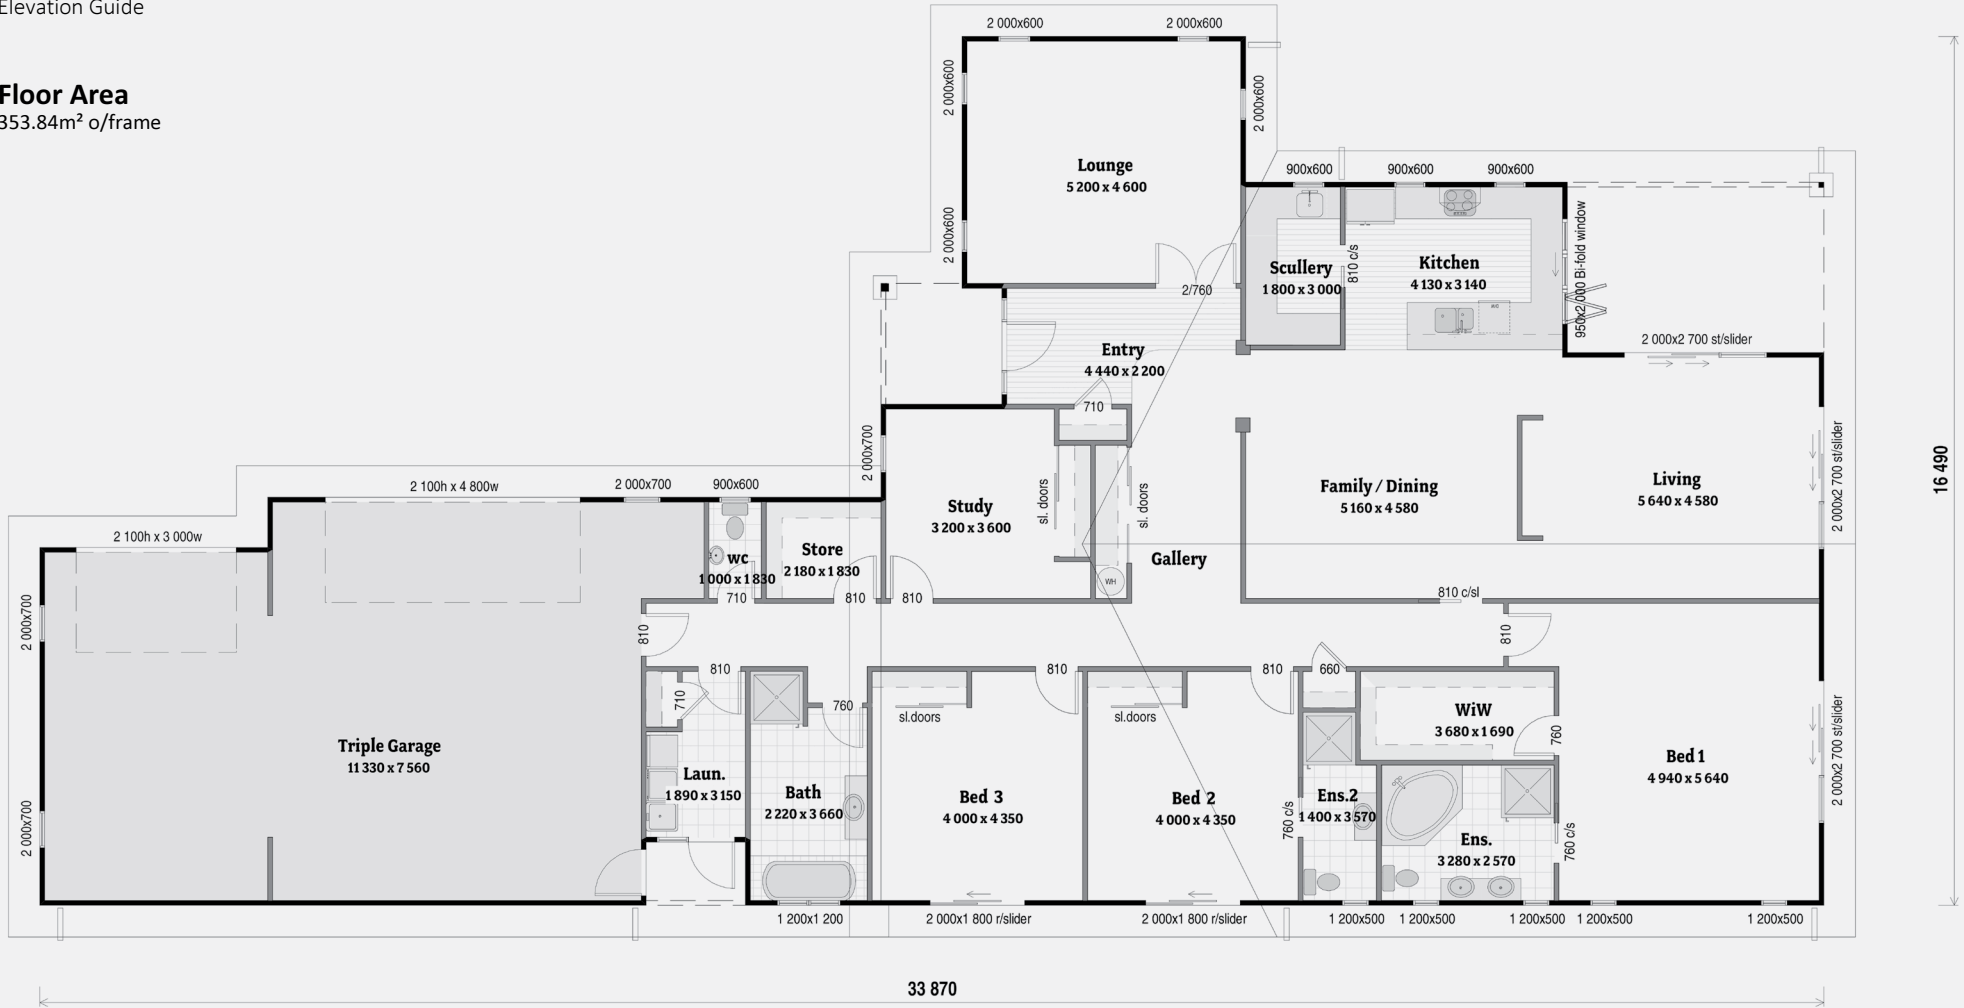 Elevation Guide
Floor Area
353.84m² o/frame
2 000x600
2 000x600
2 000x600
2 000x600
2 000x600
Lounge
5 200 x 4 600
2/760
900x600
900x600
900x600
Scullery
1 800 x 3 000
810 c/s
Kitchen
4 130 x 3 140
950x2 000 Bi-fold window
2 000x2 700 st/slider
Entry
4 440 x 2 200
710
2 000x700
Study
3 200 x 3 600
sl. doors
sl. doors
WH
Gallery
Family / Dining
5 160 x 4 580
Living
5 640 x 4 580
2 000x2 700 st/slider
16 490
2 100h x 4 800w
2 000x700
900x600
2 100h x 3 000w
wc
1 000 x 1 830
Store
2 180 x 1 830
710
810
810
810 c/sl
2 000x700
810
810
810
810
810
660
710
760
sl.doors
sl.doors
WiW
3 680 x 1 690
760
2 000x2 700 st/slider
Triple Garage
11 330 x 7 560
Laun.
1 890 x 3 150
Bath
2 220 x 3 660
Bed 3
4 000 x 4 350
Bed 2
4 000 x 4 350
760 c/s
Ens.2
1 400 x 3 570
Ens.
3 280 x 2 570
760 c/s
Bed 1
4 940 x 5 640
2 000x700
1 200x1 200
2 000x1 800 r/slider
2 000x1 800 r/slider
1 200x500
1 200x500
1 200x500
1 200x500
1 200x500
33 870